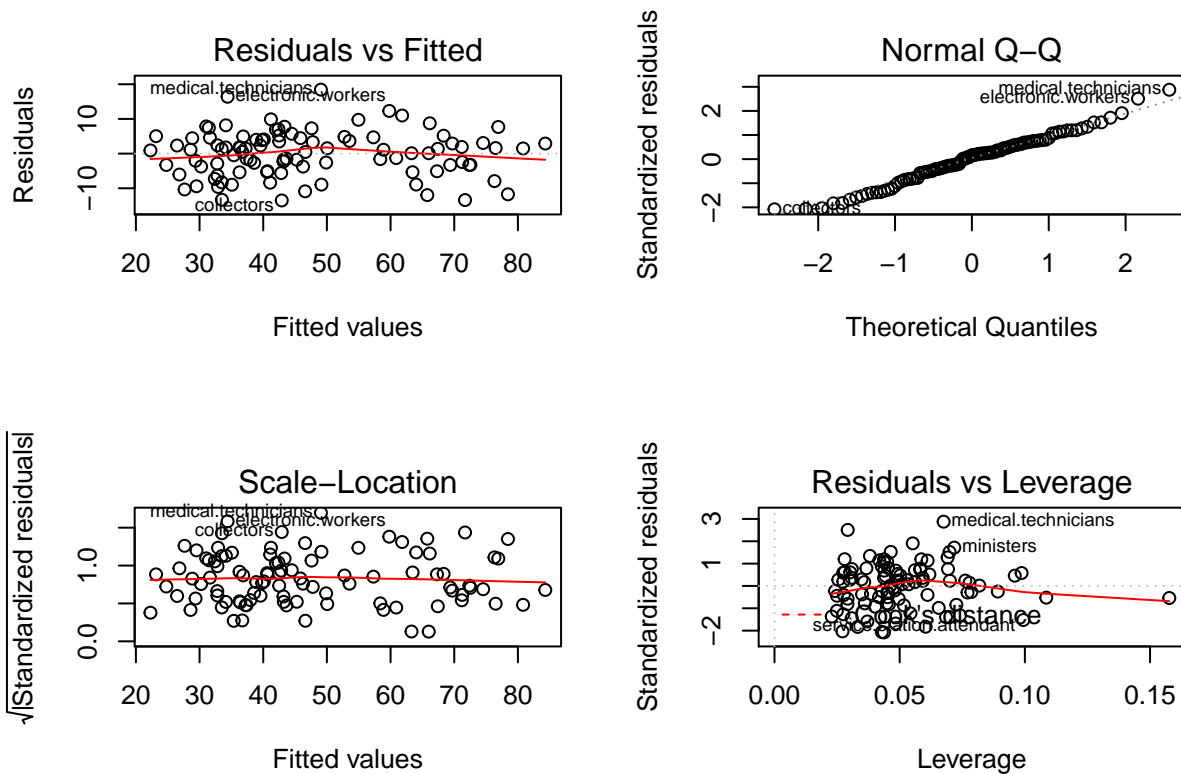 Residuals vs Fitted
Residuals
medical.technicians
electronic.workers
collectors
10
0
−10
20 30 40 50 60 70 80
Fitted values
Normal Q−Q
Standardized residuals
medical.technicians
electronic.workers
collectors
2
0
−2
−2 −1 0 1 2
Theoretical Quantiles
Scale−Location
√|Standardized residuals|
medical.technicians
electronic.workers
collectors
1.0
0.0
20 30 40 50 60 70 80
Fitted values
Residuals vs Leverage
Standardized residuals
medical.technicians
ministers
Cook's distance
service.station.attendant
3
1
−2
0.00 0.05 0.10 0.15
Leverage